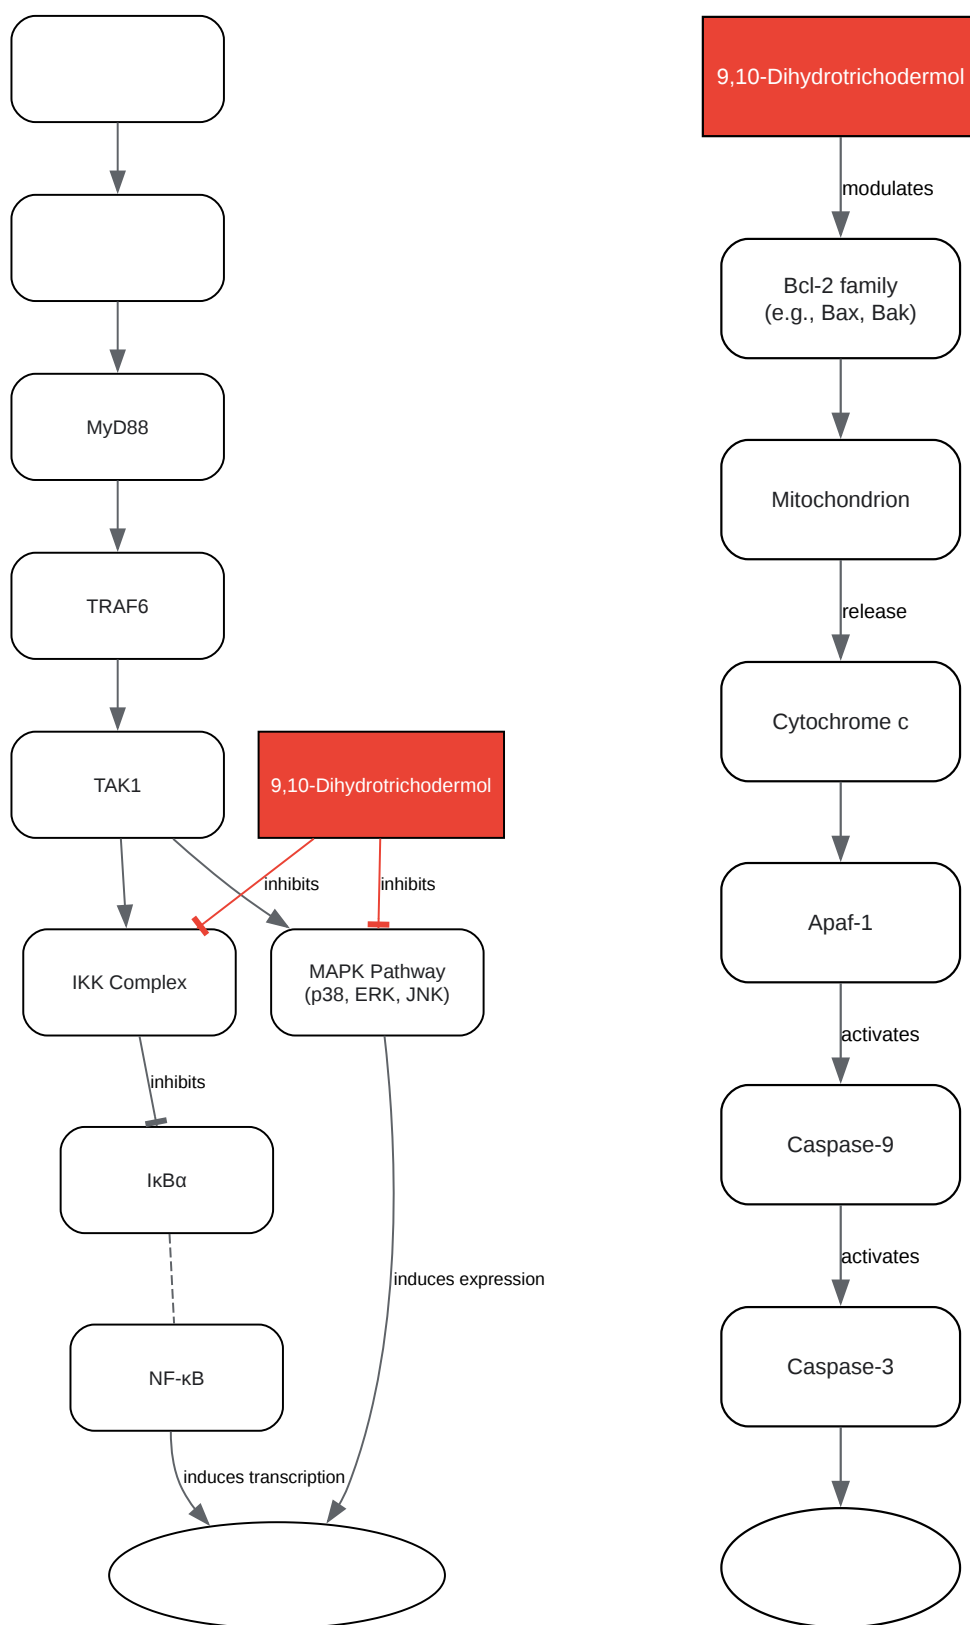 MyD88
TRAF6
TAK1
9,10-Dihydrotrichodermol
inhibits
inhibits
IKK Complex
MAPK Pathway
(p38, ERK, JNK)
inhibits
IκBα
induces expression
NF-κB
induces transcription
9,10-Dihydrotrichodermol
modulates
Bcl-2 family
(e.g., Bax, Bak)
Mitochondrion
release
Cytochrome c
Apaf-1
activates
Caspase-9
activates
Caspase-3